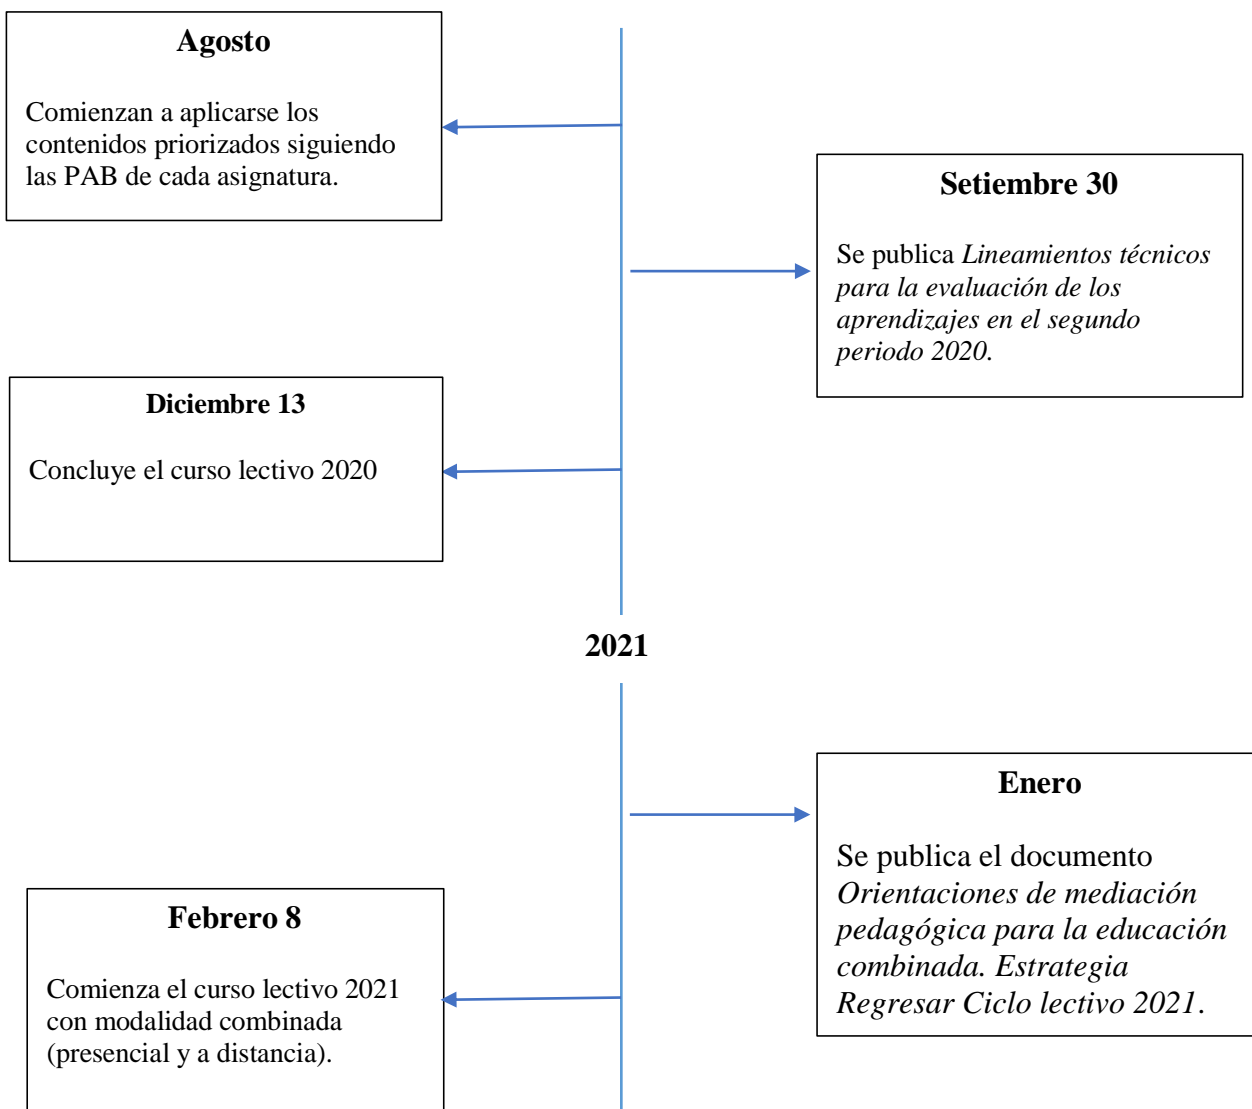 Agosto
Comienzan a aplicarse los
contenidos priorizados siguiendo
las PAB de cada asignatura.
Setiembre 30
Se publica Lineamientos técnicos
para la evaluación de los
aprendizajes en el segundo
periodo 2020.
Diciembre 13
Concluye el curso lectivo 2020
2021
Enero
Se publica el documento
Orientaciones de mediación
pedagógica para la educación
combinada. Estrategia
Regresar Ciclo lectivo 2021.
Febrero 8
Comienza el curso lectivo 2021
con modalidad combinada
(presencial y a distancia).